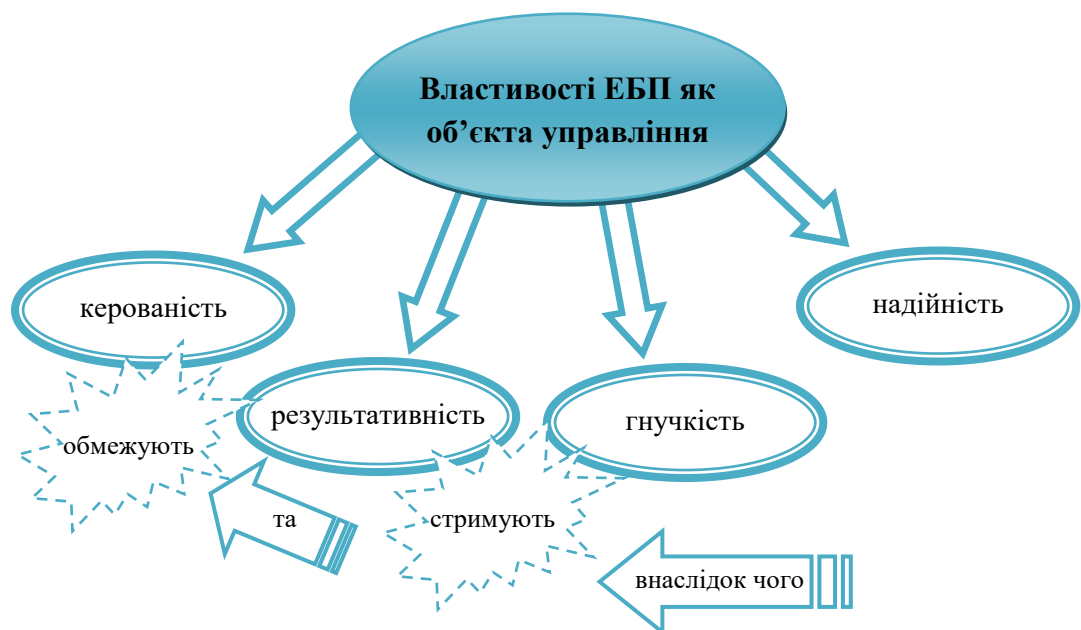 Властивості ЕБП як
об’єкта управління
керованість
надійність
результативність
гнучкість
обмежують
та
стримують
внаслідок чого